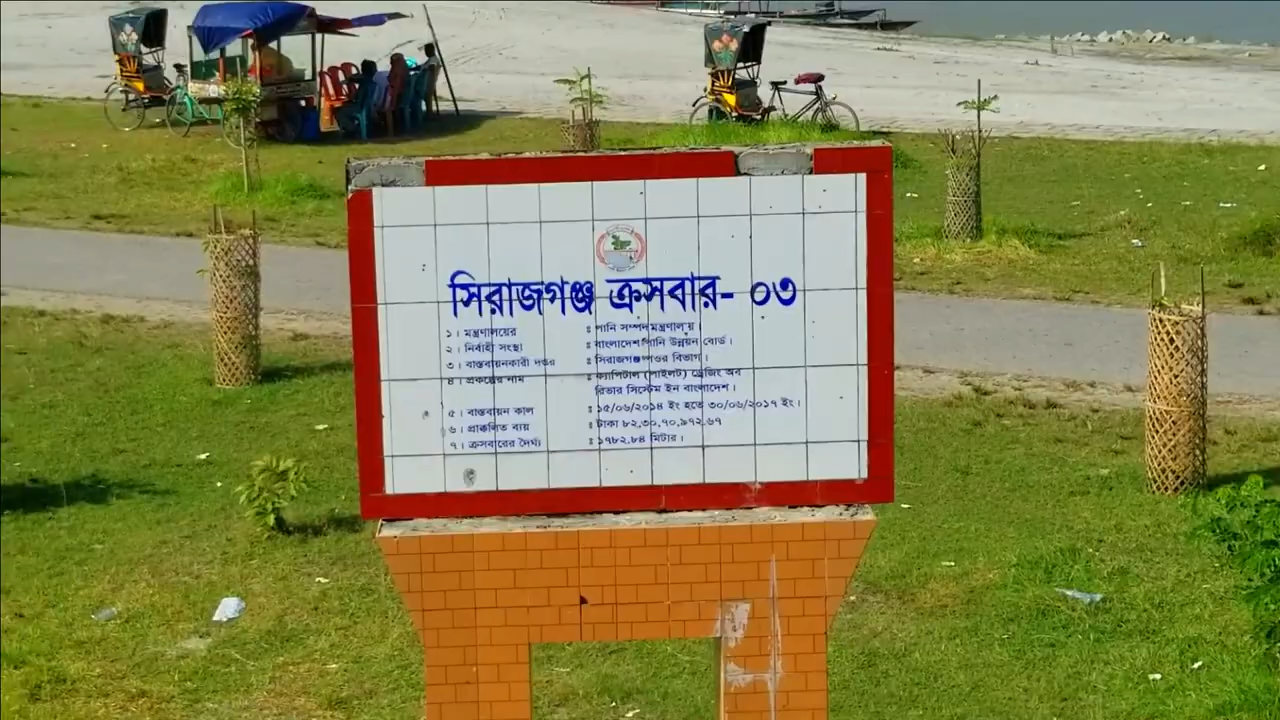 সিরাজগঞ্জ ক্রসবার- ০৩
১। মন্ত্রণালয়ের : পানি সম্পদ মন্ত্রণালয়।
২। নির্বাহী সংস্থা : বাংলাদেশ পানি উন্নয়ন বোর্ড।
৩। বাস্তবায়নকারী দপ্তর : সিরাজগঞ্জ পওর বিভাগ।
৪। প্রকল্পের নাম : ক্যাপিটাল (পাইলট) ড্রেজিং অব
রিভার সিস্টেম ইন বাংলাদেশ।
৫। বাস্তবায়ন কাল : ১৫/০৬/২০১৪ ইং হতে ৩০/০৬/২০১৭ ইং।
৬। প্রাক্কলিত ব্যয় : টাকা ৮২,৩০,৭০,৯৭২.৬৭
৭। ক্রসবারের দৈর্ঘ্য : ১৭৮২.৮৪ মিটার।